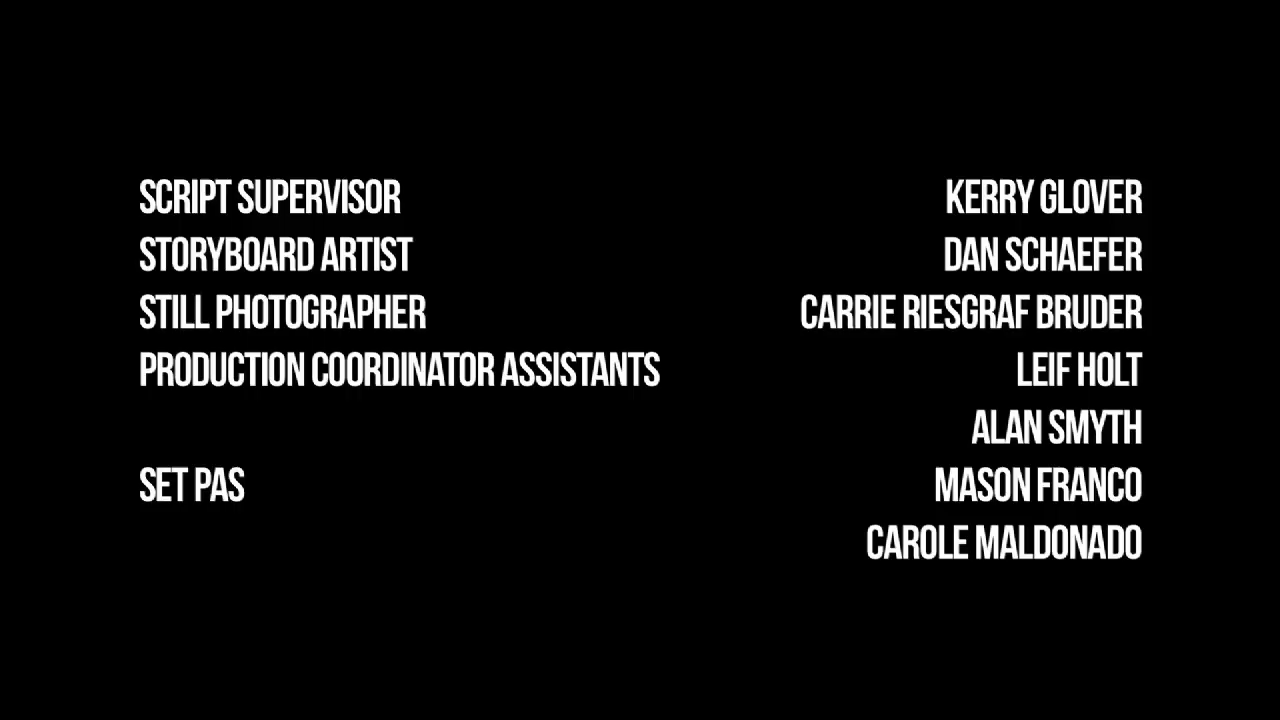 SCRIPT SUPERVISOR KERRY GLOVER
STORYBOARD ARTIST DAN SCHAEFER
STILL PHOTOGRAPHER CARRIE RIESGRAF BRUDER
PRODUCTION COORDINATOR ASSISTANTS LEIF HOLT
ALAN SMYTH
SET PAS MASON FRANCO
CAROLE MALDONADO